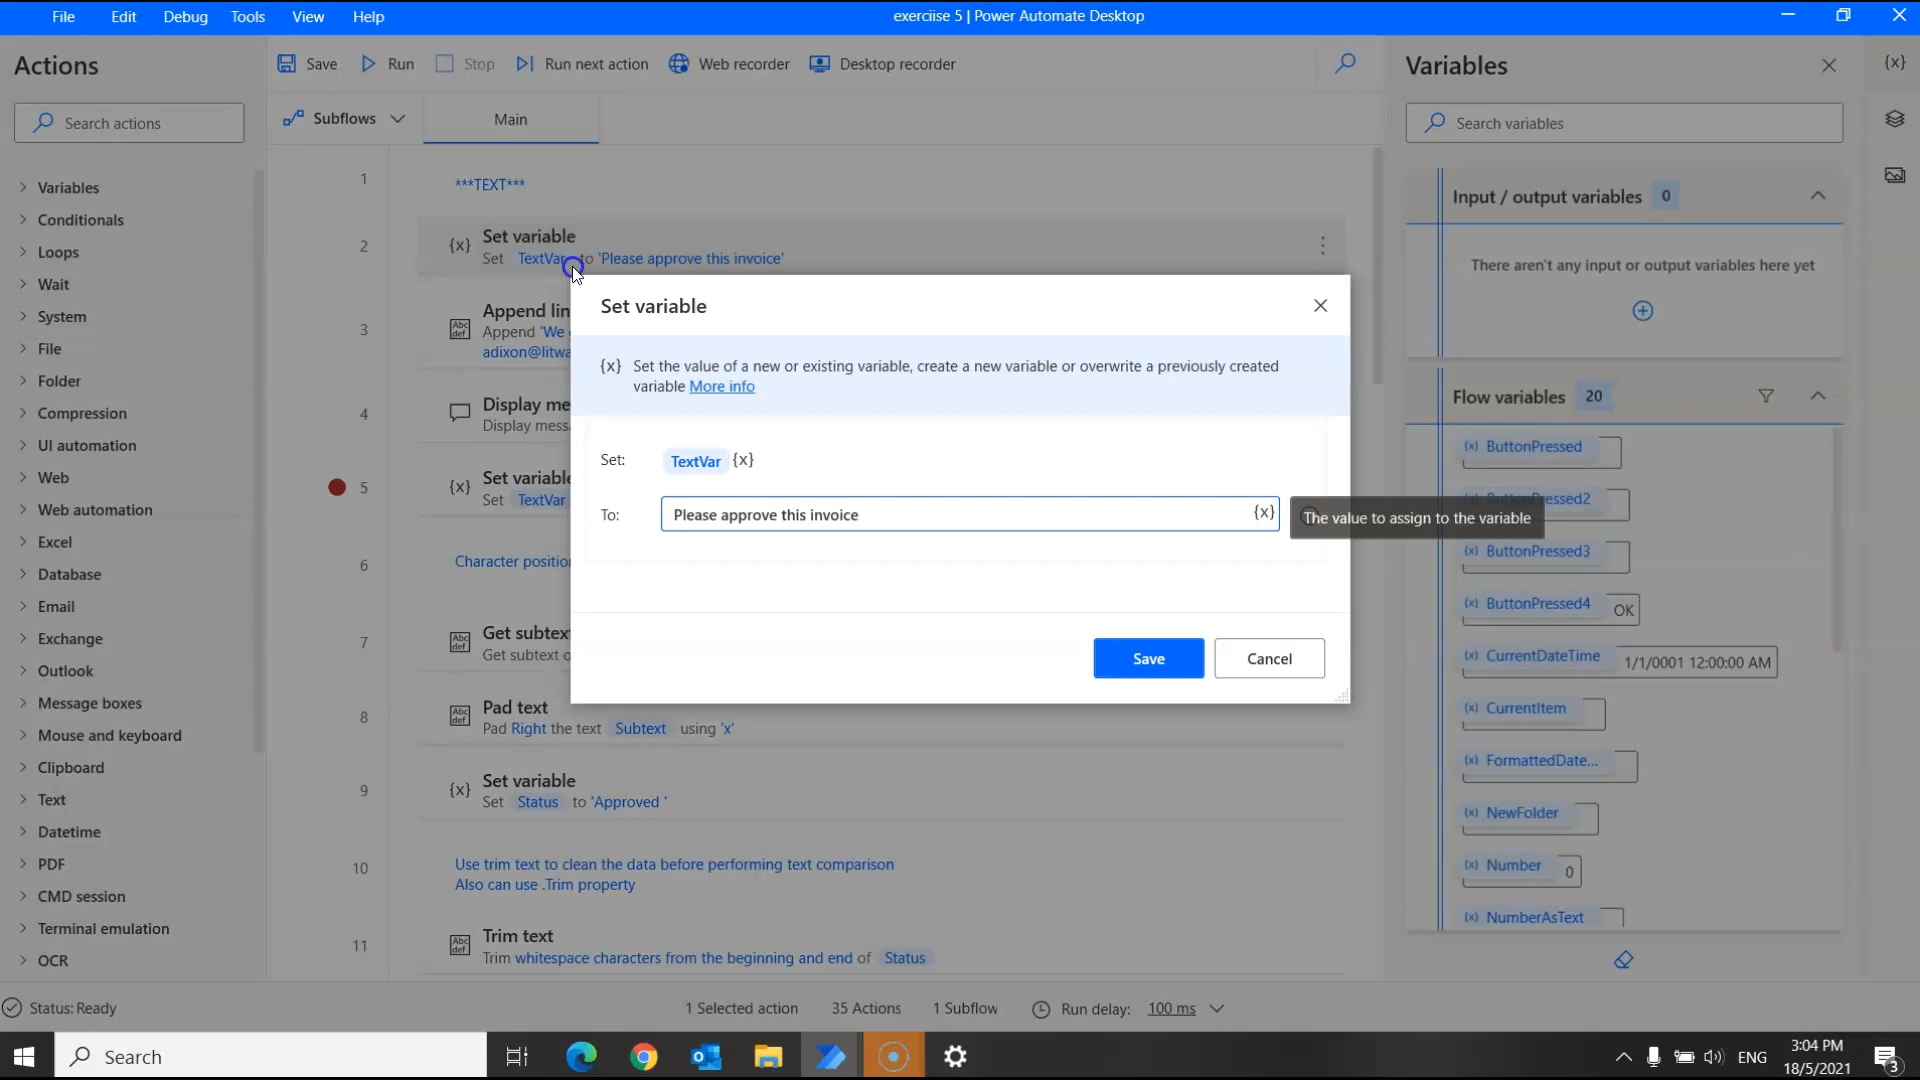 File Edit Debug Tools View Help
exerciise 5 | Power Automate Desktop
Actions
Search actions
Variables
Conditionals
Loops
Wait
System
File
Folder
Compression
UI automation
Web
Web automation
Excel
Database
Email
Exchange
Outlook
Message boxes
Mouse and keyboard
Clipboard
Text
Datetime
PDF
CMD session
Terminal emulation
OCR
Save Run Stop Run next action Web recorder Desktop recorder
Subflows Main
1 ***TEXT***
2 {x} Set variable
Set TextVar to 'Please approve this invoice'
3 Append lin
Append 'We
adixon@litwa
4 Display me
Display mess
5 {x} Set variable
Set TextVar
6 Character positio
7 Get subtext
Get subtext o
8 Pad text
Pad Right the text Subtext using 'x'
9 {x} Set variable
Set Status to 'Approved '
10 Use trim text to clean the data before performing text comparison
Also can use .Trim property
11 Trim text
Trim whitespace characters from the beginning and end of Status
Set variable
{x} Set the value of a new or existing variable, create a new variable or overwrite a previously created
variable More info
Set: TextVar {x}
To: Please approve this invoice {x}
The value to assign to the variable
Save Cancel
Variables
{x}
Search variables
Input / output variables 0
There aren't any input or output variables here yet
Flow variables 20
(x) ButtonPressed
(x) ButtonPressed2
(x) ButtonPressed3
(x) ButtonPressed4 OK
(x) CurrentDateTime 1/1/0001 12:00:00 AM
(x) CurrentItem
(x) FormattedDate...
(x) NewFolder
(x) Number 0
(x) NumberAsText
Status: Ready 1 Selected action 35 Actions 1 Subflow Run delay: 100 ms
Search
ENG
3:04 PM
18/5/2021
3